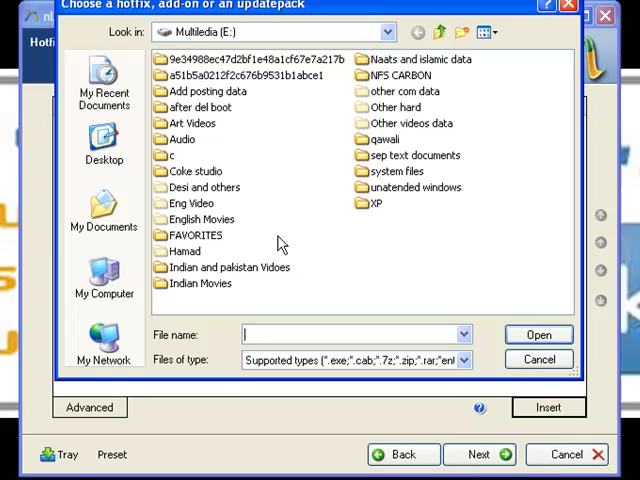 nL
Choose a hotfix, add-on or an updatepack
Hotfi
Look in:
Multiledia (E:)
My Recent
Documents
Desktop
My Documents
My Computer
My Network
9e34988ec47d2bf1e48a1cf67e7a217b
a51b5a0212f2c676b9531b1abce1
Add posting data
after del boot
Art Videos
Audio
c
Coke studio
Desi and others
Eng Video
English Movies
FAVORITES
Hamad
Indian and pakistan Vidoes
Indian Movies
Naats and islamic data
NFS CARBON
other com data
Other hard
Other videos data
qawali
sep text documents
system files
unatended windows
XP
File name:
Open
Files of type:
Supported types (*.exe;*.cab;*.7z;*.zip;*.rar;*ent
Cancel
Advanced
Insert
Tray
Preset
Back
Next
Cancel